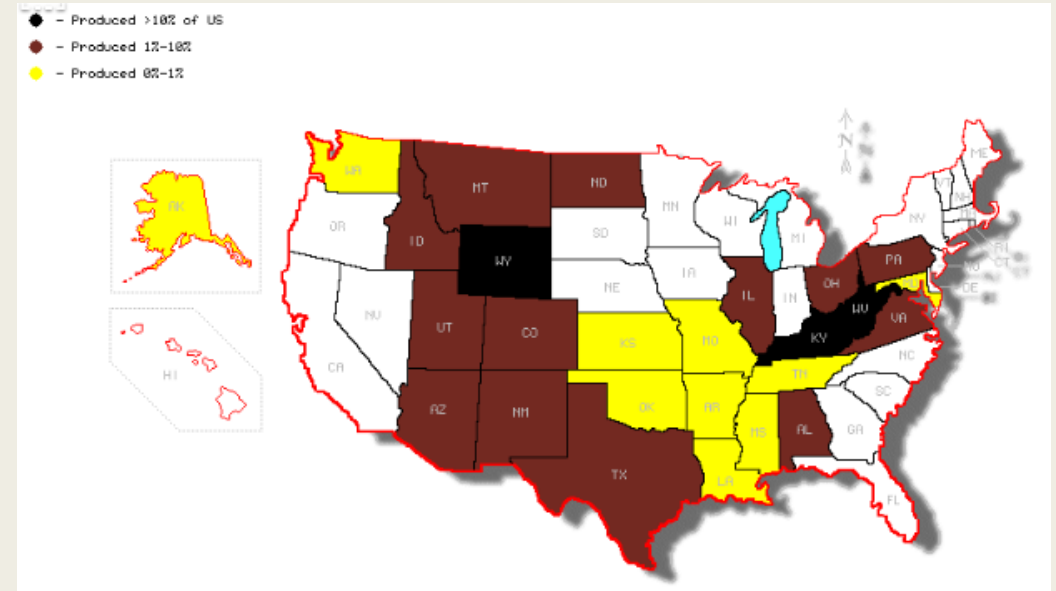 - Produced >10% of US
- Produced 1%-10%
- Produced 0%-1%
N
N
ME
WA
MT
ND
MN
VT
NH
AK
OR
ID
SD
WI
MI
NY
MA
RI
CT
WY
IA
PA
DE
NE
NV
UT
CO
IL
IN
OH
WV
VA
KY
CA
KS
MO
NC
HI
TN
AZ
NM
OK
AR
SC
MS
AL
GA
TX
LA
FL